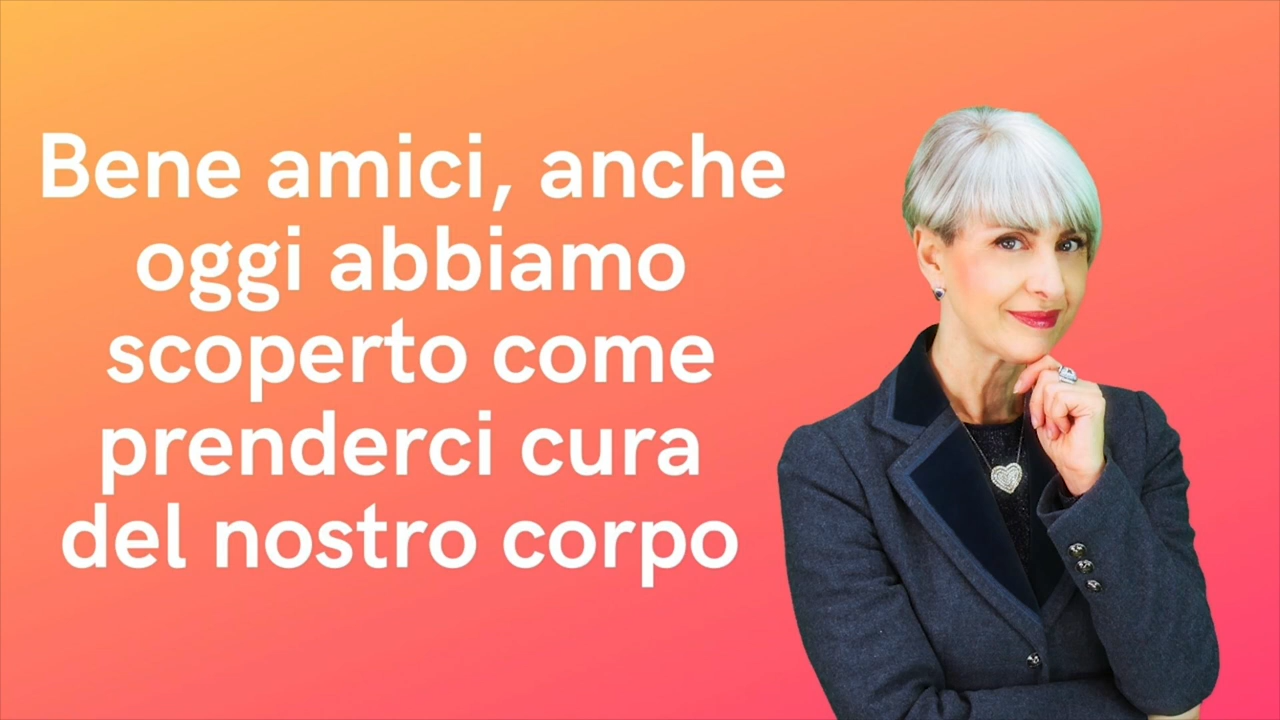 Bene amici, anche
oggi abbiamo
scoperto come
prenderci cura
del nostro corpo